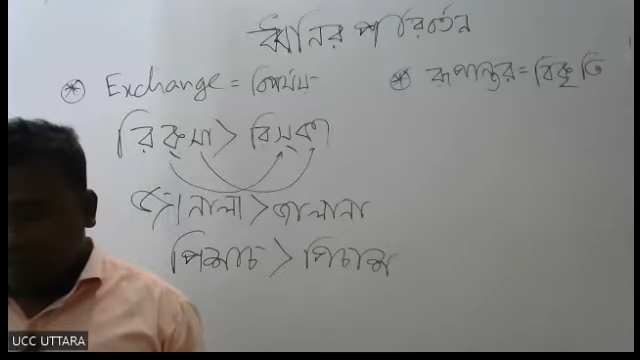 ধ্বনির পরিবর্তন
⊛ Exchange = বিপর্যয়
⊛ রূপান্তর = বিকৃতি
রিক্সা > রিস্কা
জানালা > জালানা
পিশাচ > পিচাশ
UCC UTTARA